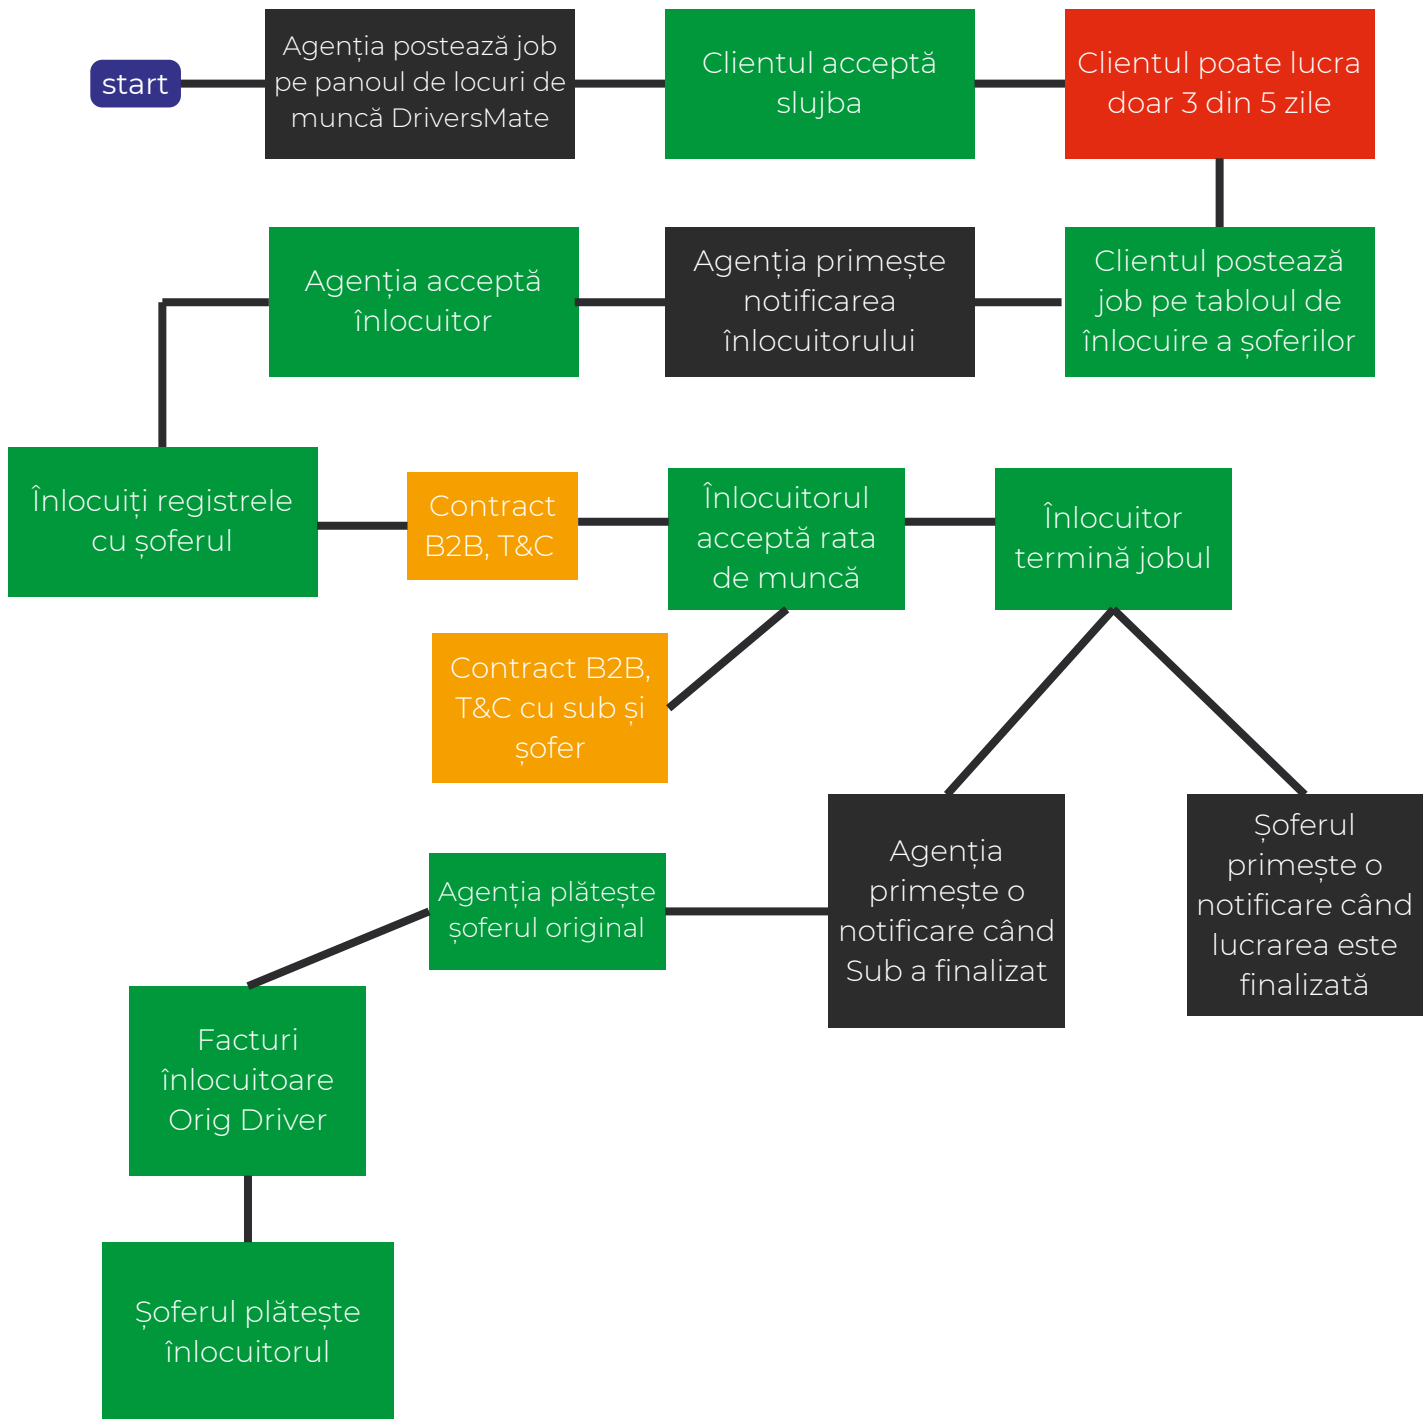 start
Agenția postează job
pe panoul de locuri de
muncă DriversMate
Clientul acceptă
slujba
Clientul poate lucra
doar 3 din 5 zile
Agenția acceptă
înlocuitor
Agenția primește
notificarea
înlocuitorului
Clientul postează
job pe tabloul de
înlocuire a șoferilor
Înlocuiți registrele
cu șoferul
Contract
B2B, T&C
Înlocuitorul
acceptă rata
de muncă
Înlocuitor
termină jobul
Contract B2B,
T&C cu sub și
șofer
Agenția plătește
șoferul original
Agenția
primește o
notificare când
Sub a finalizat
Șoferul
primește o
notificare când
lucrarea este
finalizată
Facturi
înlocuitoare
Orig Driver
Șoferul plătește
înlocuitorul